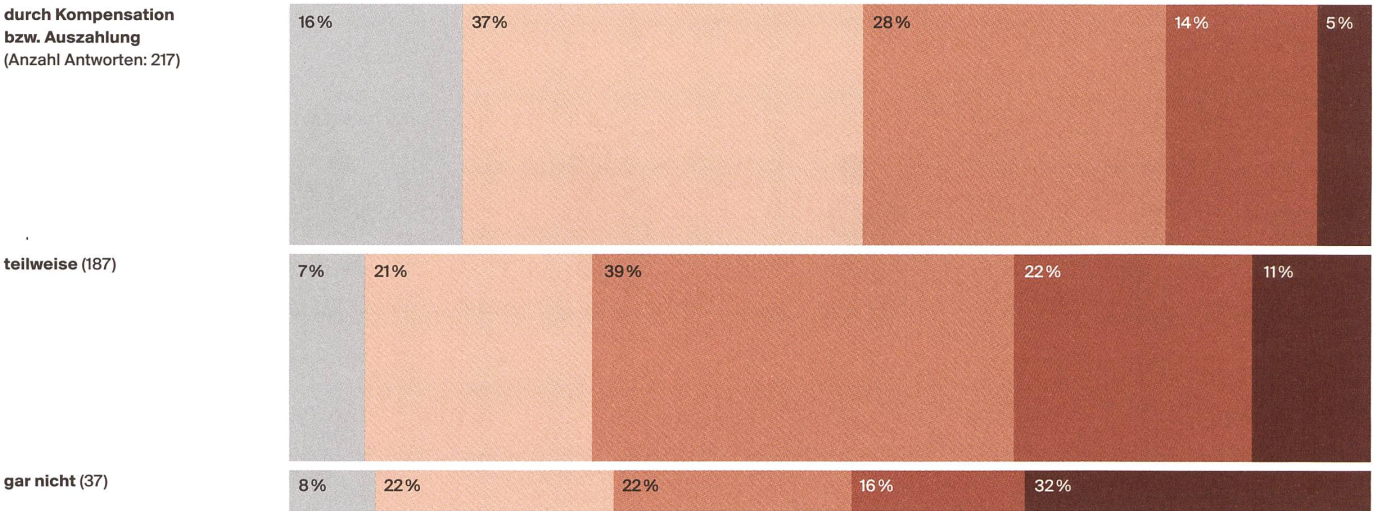 durch Kompensation
bzw. Auszahlung
(Anzahl Antworten: 217)
16 % 37 % 28 % 14 % 5 %
teilweise (187)
7 % 21 % 39 % 22 % 11 %
gar nicht (37)
8 % 22 % 22 % 16 % 32 %